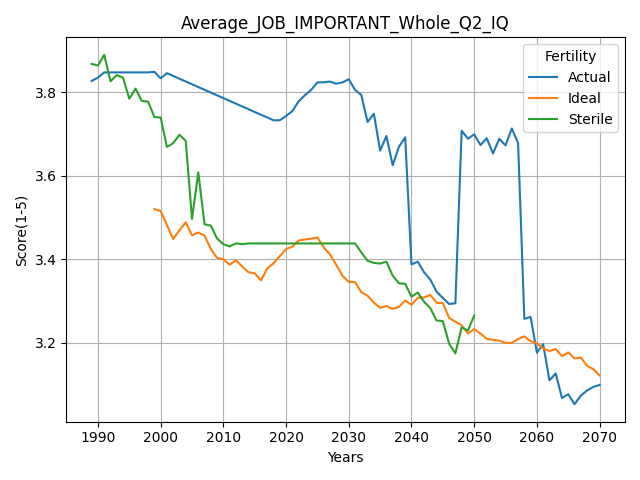 Average_JOB_IMPORTANT_Whole_Q2_IQ
Fertility
Actual
Ideal
Sterile
Score(1-5)
3.8
3.6
3.4
3.2
1990 2000 2010 2020 2030 2040 2050 2060 2070
Years